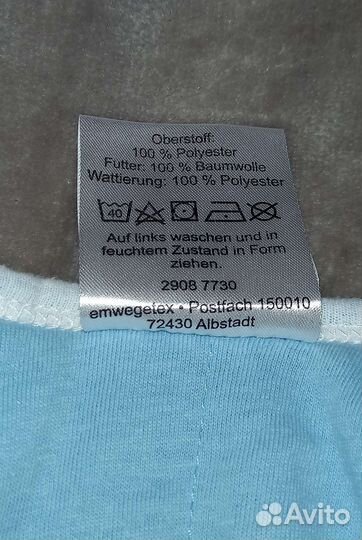 Oberstoff:
100 % Polyester
Futter: 100 % Baumwolle
Wattierung: 100 % Polyester
40
Auf links waschen und in
feuchtem Zustand in Form
ziehen.
2908 7730
emwegetex • Postfach 150010
72430 Albstadt
Avito